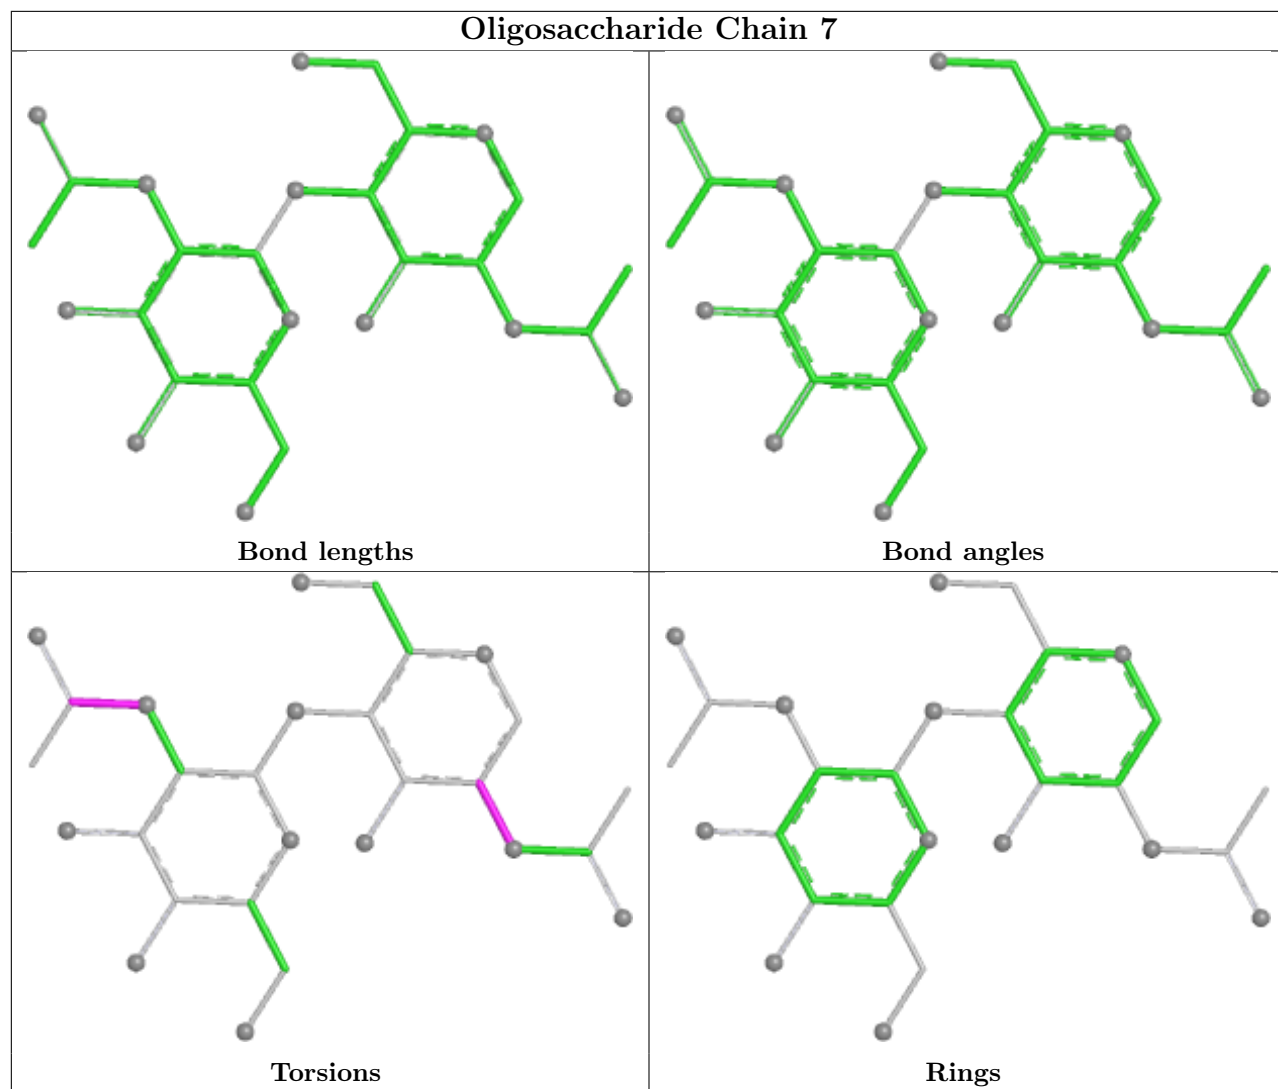 Oligosaccharide Chain 7
Bond lengths
Bond angles
Torsions
Rings